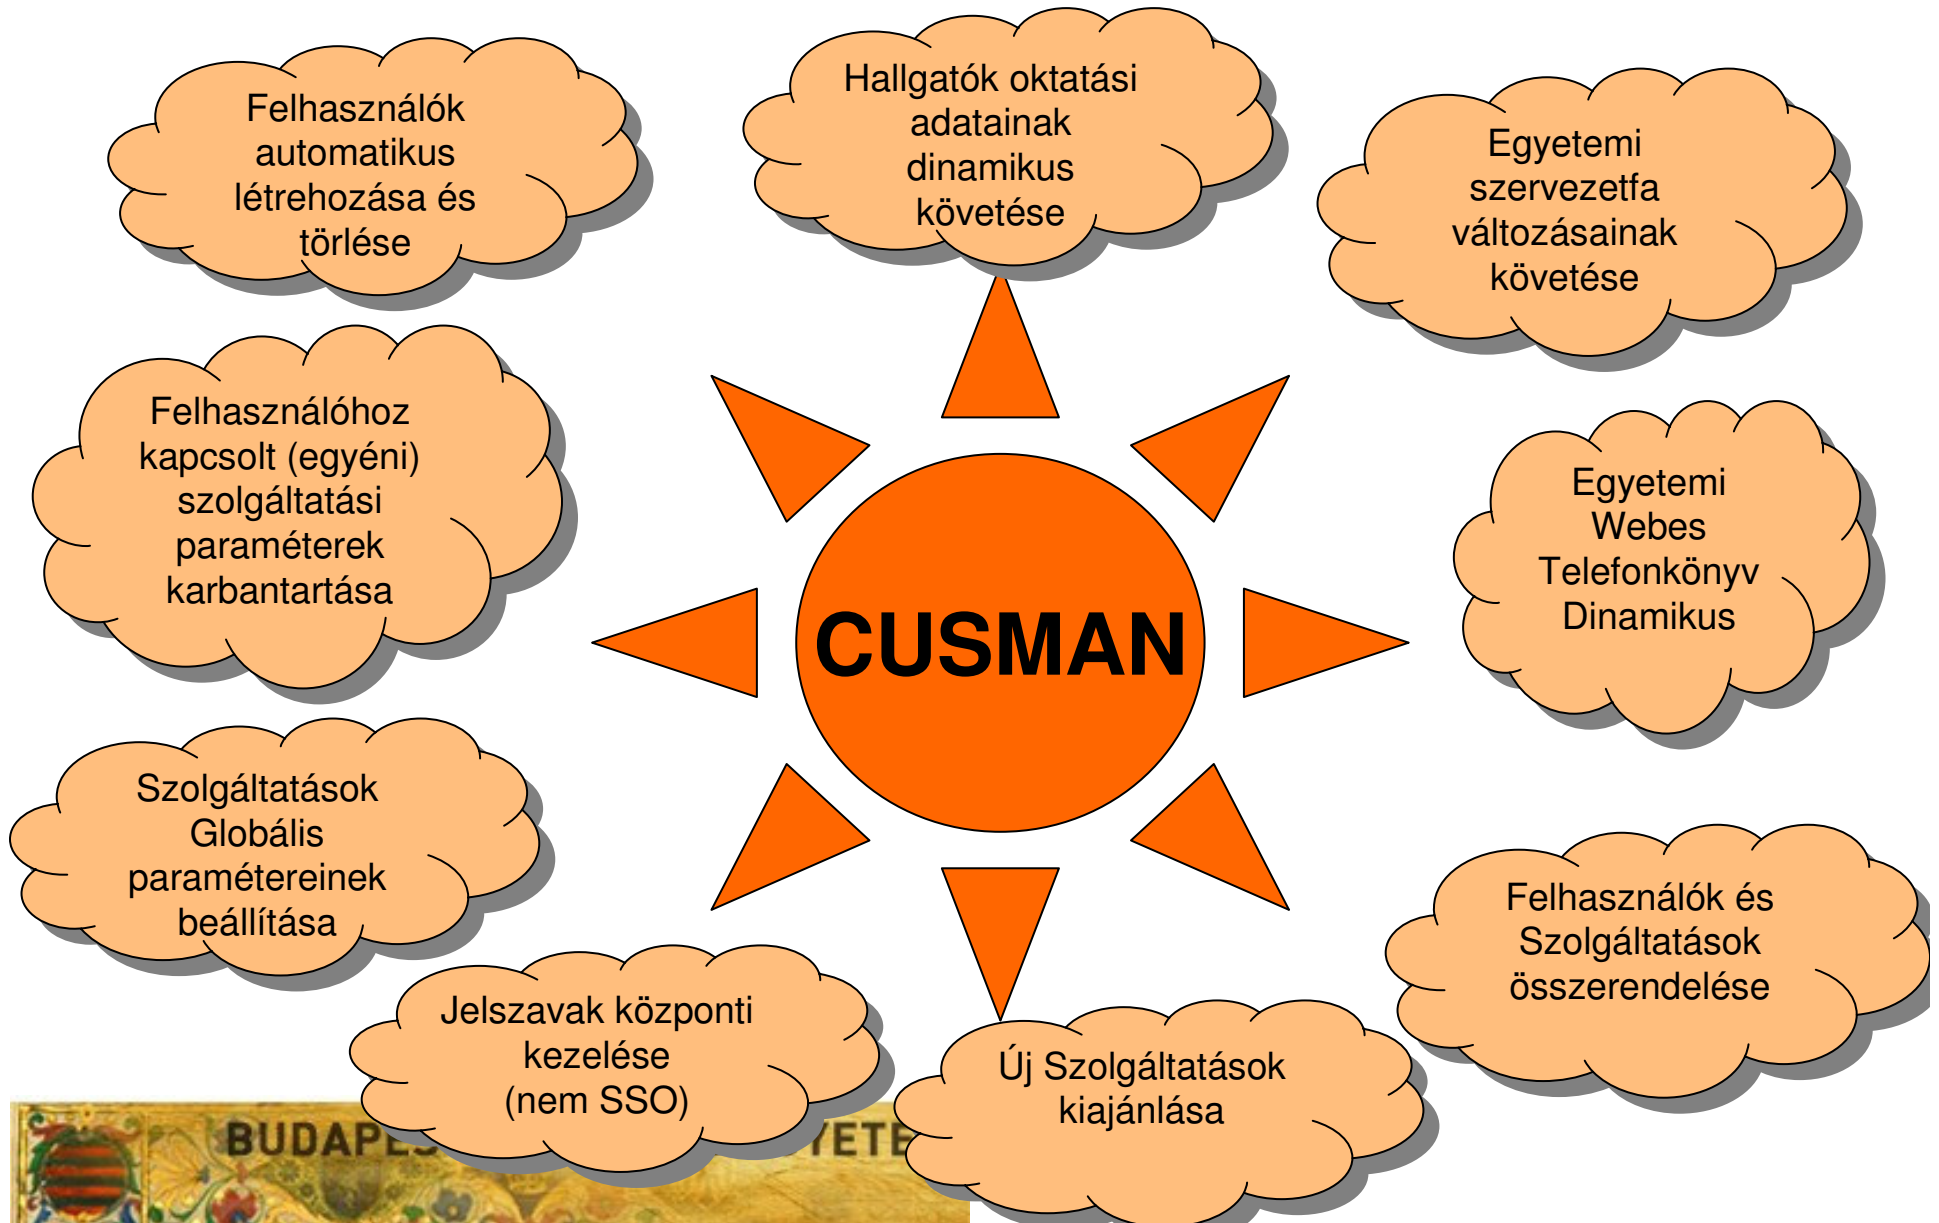 Felhasználók
automatikus
létrehozása és
törlése
Hallgatók oktatási
adatainak
dinamikus
követése
Egyetemi
szervezetfa
változásainak
követése
Felhasználóhoz
kapcsolt (egyéni)
szolgáltatási
paraméterek
karbantartása
CUSMAN
Egyetemi
Webes
Telefonkönyv
Dinamikus
Szolgáltatások
Globális
paramétereinek
beállítása
Felhasználók és
Szolgáltatások
összerendelése
Jelszavak központi
kezelése
(nem SSO)
Új Szolgáltatások
kiajánlása